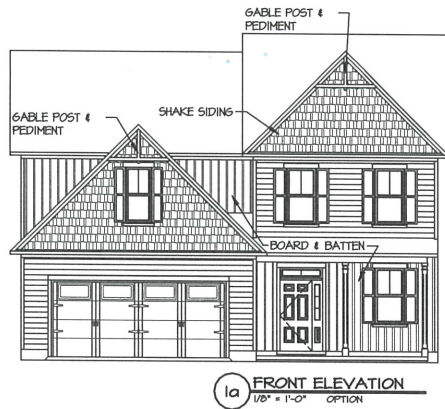 GABLE POST &
PEDIMENT
GABLE POST &
PEDIMENT
SHAKE SIDING
BOARD & BATTEN
1a FRONT ELEVATION
1/8" = 1'-0" OPTION